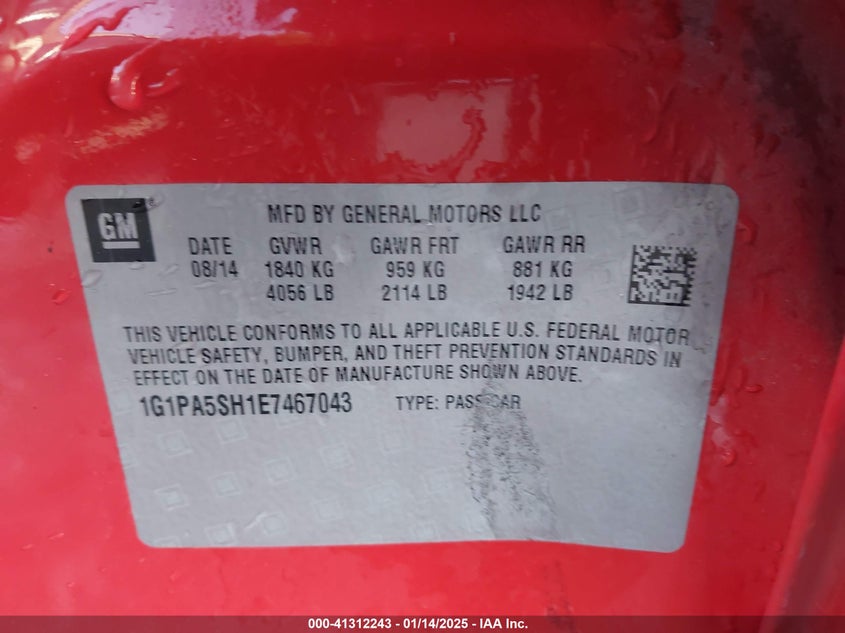 GM
MFD BY GENERAL MOTORS LLC
DATE GVWR GAWR FRT GAWR RR
08/14 1840 KG 959 KG 881 KG
4056 LB 2114 LB 1942 LB
THIS VEHICLE CONFORMS TO ALL APPLICABLE U.S. FEDERAL MOTOR
VEHICLE SAFETY, BUMPER, AND THEFT PREVENTION STANDARDS IN
EFFECT ON THE DATE OF MANUFACTURE SHOWN ABOVE.
1G1PA5SH1E7467043 TYPE: PASS CAR
000-41312243 - 01/14/2025 - IAA Inc.